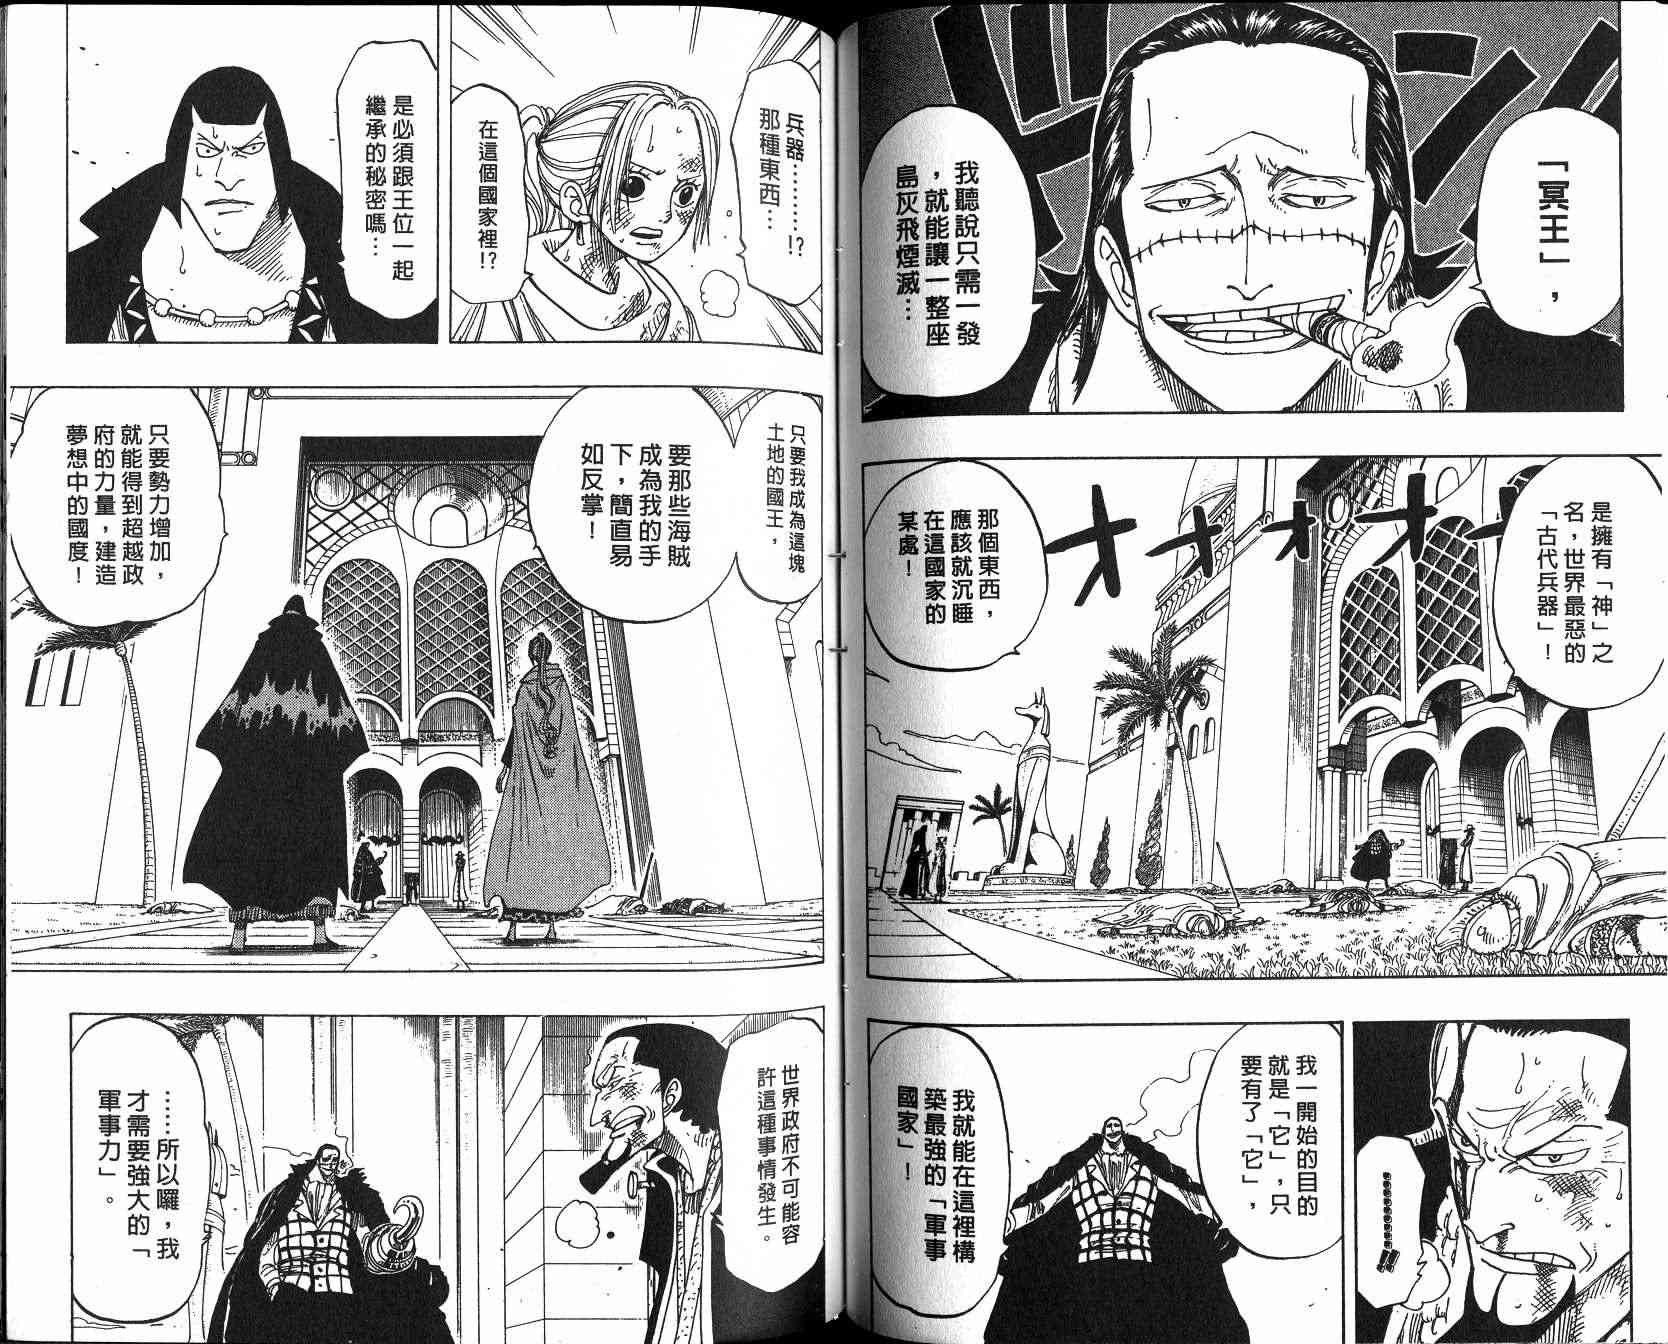 「冥王」，
我聽說只需一發
，就能讓一整座
島灰飛煙滅…
ドン
是擁有「神」之
名，世界最惡的
「古代兵器」！
オオオオオ
那個東西，
應該就沉睡
在這國家的
某處！
…………!!
我一開始的目的
就是「它」，只
要有了「它」，
我就能在這裡構
築最強的「軍事
國家」！
兵器………!?
那種東西…
在這個國家裡!?
是必須跟王位一起
繼承的秘密嗎…
只要我成為這塊
土地的國王，
要那些海賊
成為我的手
下，簡直易
如反掌！
只要勢力增加，
就能得到超越政
府的力量，建造
夢想中的國度！
世界政府不可能容
許這種事情發生。
……所以囉，我
才需要強大的「
軍事力」。